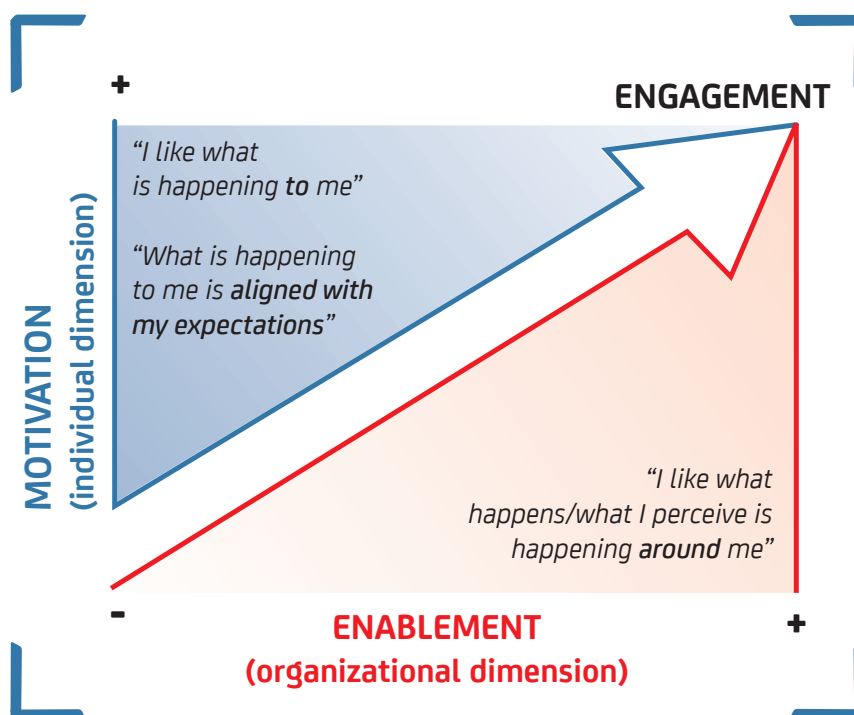 +
ENGAGEMENT
“I like what
is happening to me”
“What is happening
to me is aligned with
my expectations”
MOTIVATION
(individual dimension)
“I like what
happens/what I perceive is
happening around me”
-
+
ENABLEMENT
(organizational dimension)